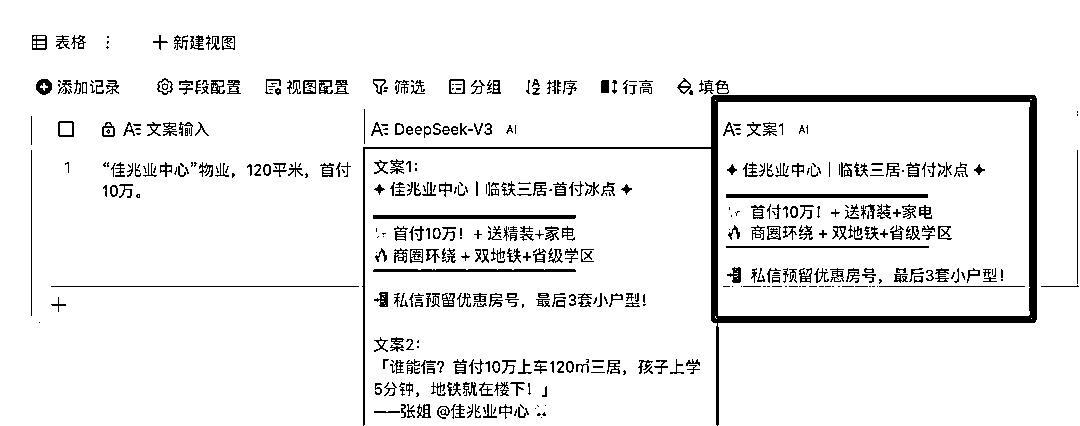 表格 ⋮ + 新建视图
添加记录 字段配置 视图配置 筛选 分组 排序 行高 填色
文案输入
DeepSeek-V3 AI
文案1 AI
1
“佳兆业中心”物业，120平米，首付
10万。
文案1：
✦ 佳兆业中心｜临铁三居·首付冰点 ✦
首付10万！+ 送精装+家电
🔥 商圈环绕 + 双地铁+省级学区
📲 私信预留优惠房号，最后3套小户型！
文案2：
「谁能信？首付10万上车120㎡三居，孩子上学
5分钟，地铁就在楼下！」
——张姐 @佳兆业中心
✦ 佳兆业中心｜临铁三居·首付冰点 ✦
首付10万！+ 送精装+家电
🔥 商圈环绕 + 双地铁+省级学区
📲 私信预留优惠房号，最后3套小户型！
+